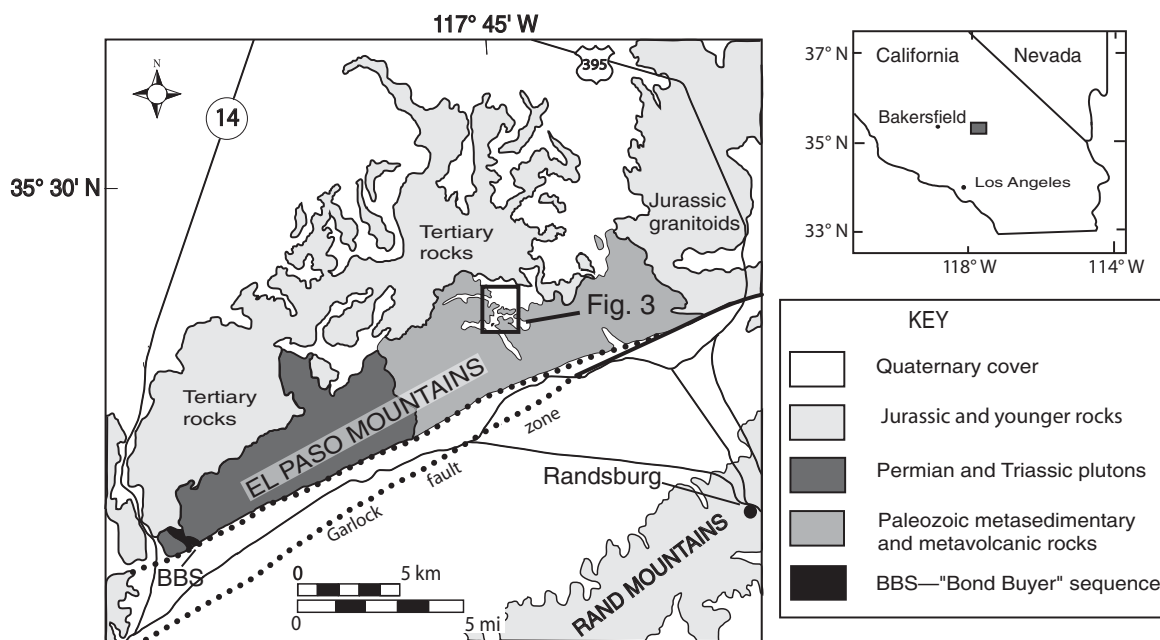 117° 45' W
N
14
395
35° 30' N
Jurassic
granitoids
Tertiary
rocks
Fig. 3
Tertiary
rocks
EL PASO MOUNTAINS
zone
fault
Garlock
Randsburg
RAND MOUNTAINS
BBS
0 5 km
0 5 mi
37° N
35° N
33° N
California
Nevada
Bakersfield
Los Angeles
118° W
114° W
KEY
Quaternary cover
Jurassic and younger rocks
Permian and Triassic plutons
Paleozoic metasedimentary
and metavolcanic rocks
BBS—"Bond Buyer" sequence